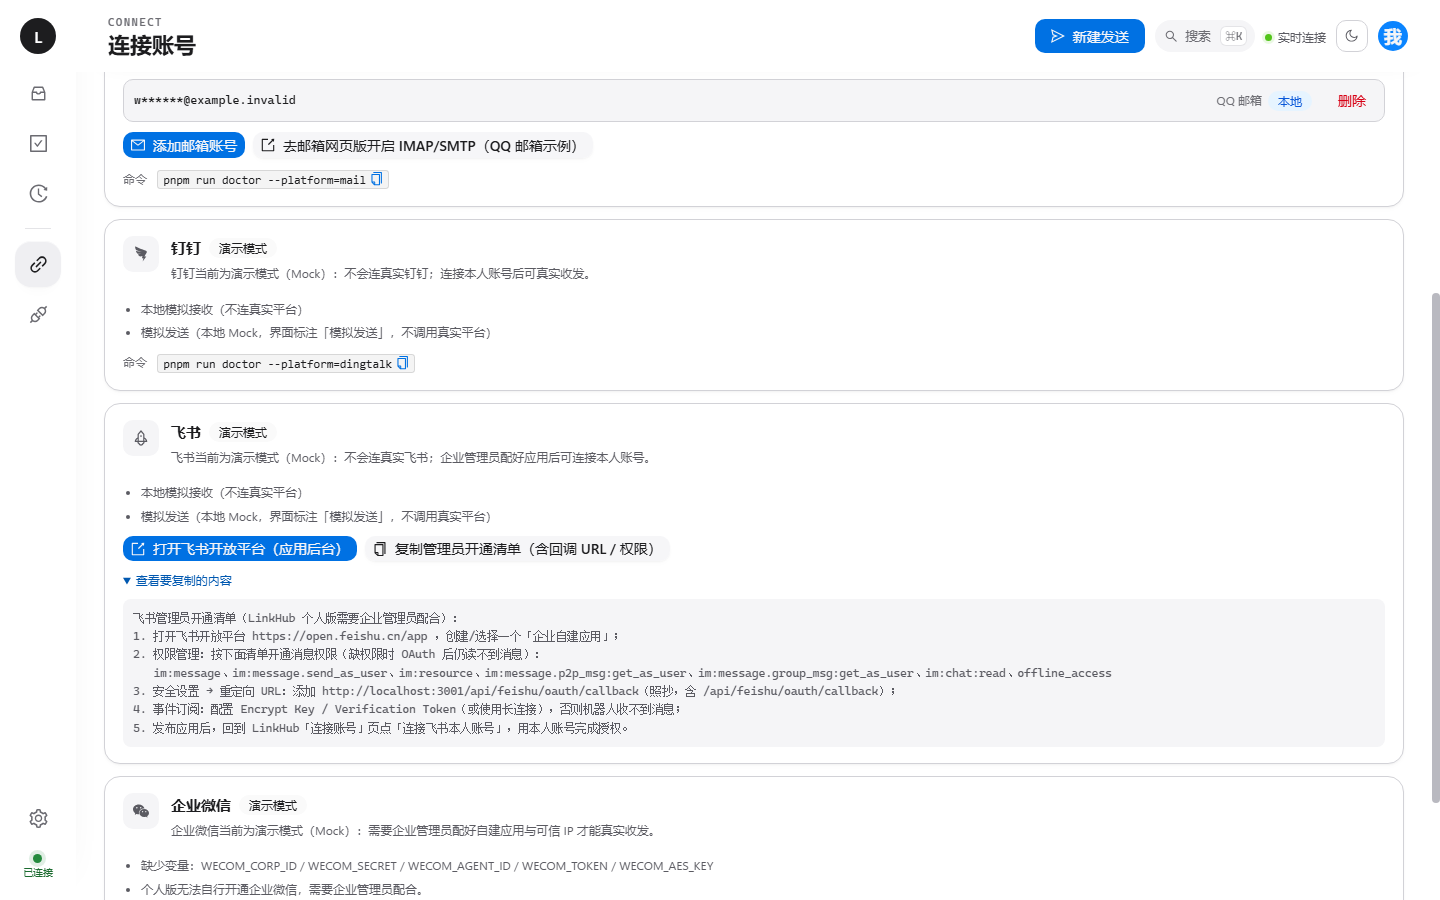 L
CONNECT
连接账号
新建发送
搜索
⌘K
实时连接
我
w******@example.invalid
QQ 邮箱
本地
删除
添加邮箱账号
去邮箱网页版开启 IMAP/SMTP（QQ 邮箱示例）
命令
pnpm run doctor --platform=mail
钉钉
演示模式
钉钉当前为演示模式（Mock）：不会连真实钉钉；连接本人账号后可真实收发。
• 本地模拟接收（不连真实平台）
• 模拟发送（本地 Mock，界面标注「模拟发送」，不调用真实平台）
命令
pnpm run doctor --platform=dingtalk
飞书
演示模式
飞书当前为演示模式（Mock）：不会连真实飞书；企业管理员配好应用后可连接本人账号。
• 本地模拟接收（不连真实平台）
• 模拟发送（本地 Mock，界面标注「模拟发送」，不调用真实平台）
打开飞书开放平台（应用后台）
复制管理员开通清单（含回调 URL / 权限）
▼ 查看要复制的内容
飞书管理员开通清单（LinkHub 个人版需要企业管理员配合）：
1. 打开飞书开放平台 https://open.feishu.cn/app ，创建/选择一个「企业自建应用」；
2. 权限管理：按下面清单开通消息权限（缺权限时 OAuth 后仍读不到消息）：
im:message、im:message.send_as_user、im:resource、im:message.p2p_msg:get_as_user、im:message.group_msg:get_as_user、im:chat:read、offline_access
3. 安全设置 → 重定向 URL：添加 http://localhost:3001/api/feishu/oauth/callback（照抄，含 /api/feishu/oauth/callback）；
4. 事件订阅：配置 Encrypt Key / Verification Token（或使用长连接），否则机器人收不到消息；
5. 发布应用后，回到 LinkHub「连接账号」页点「连接飞书本人账号」，用本人账号完成授权。
企业微信
演示模式
企业微信当前为演示模式（Mock）：需要企业管理员配好自建应用与可信 IP 才能真实收发。
• 缺少变量：WECOM_CORP_ID / WECOM_SECRET / WECOM_AGENT_ID / WECOM_TOKEN / WECOM_AES_KEY
• 个人版无法自行开通企业微信，需要企业管理员配合。
已连接